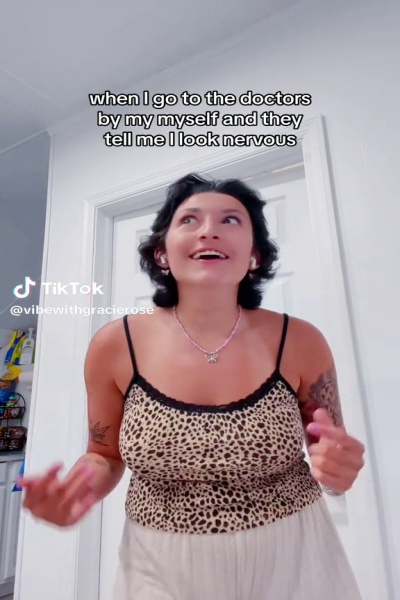 when I go to the doctors
by my myself and they
tell me I look nervous
TikTok
@vibewithgracierose